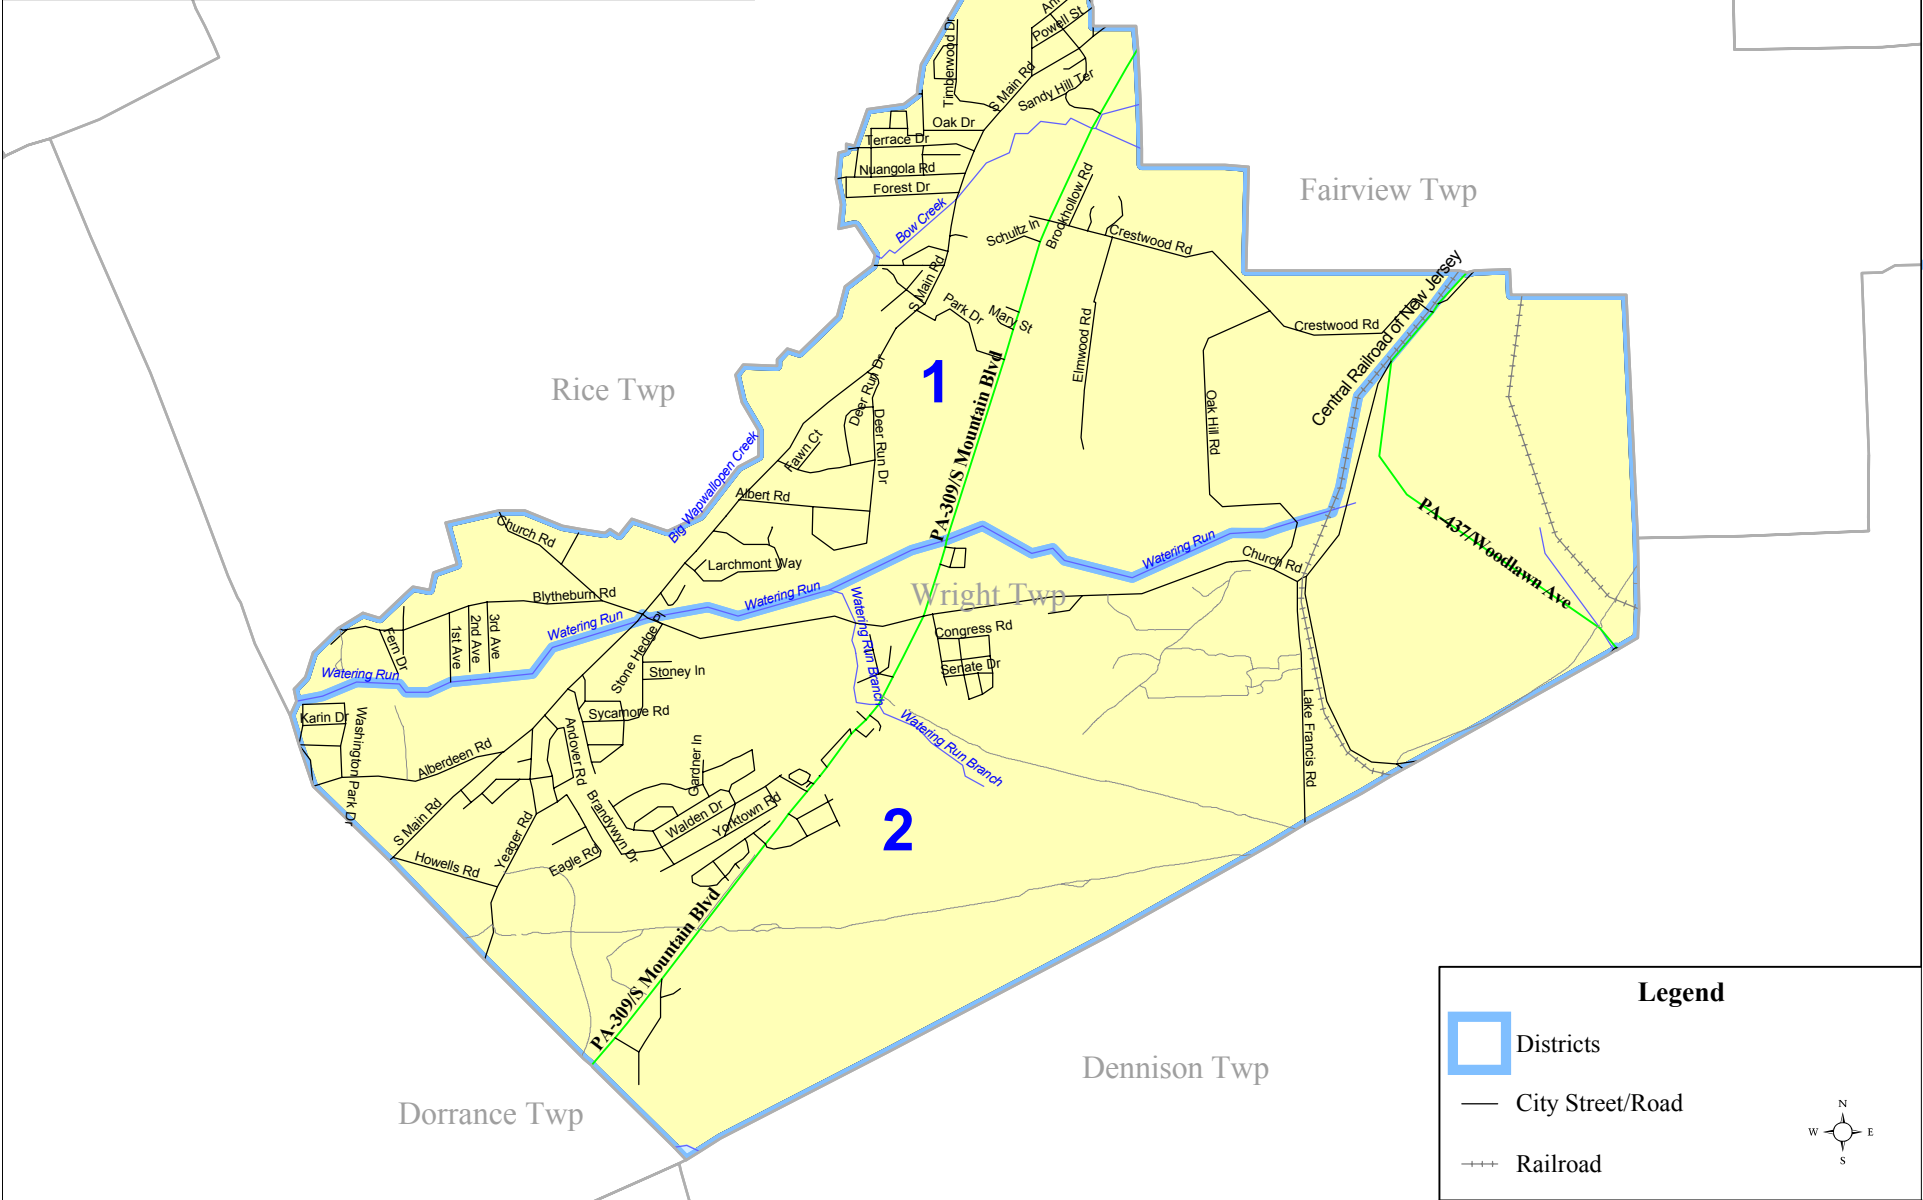 Powell St
Timberwood Dr
S Main Rd
Sandy Hill Ter
Oak Dr
Terrace Dr
Nuangola Rd
Forest Dr
Fairview Twp
Bow Creek
Schultz ln
Brockhollow Rd
Crestwood Rd
S Main Rd
Park Dr
Mary St
Elmwood Rd
Crestwood Rd
Central Railroad of New Jersey
Rice Twp
1
Deer Run Dr
Deer Run Dr
Oak Hill Rd
Fawn Ct
Big Wapwallopen Creek
Albert Rd
PA-309/S Mountain Blvd
PA-437/Woodlawn Ave
Church Rd
Larchmont Way
Watering Run
Church Rd
Blytheburn Rd
Watering Run
Wright Twp
Watering Run
Watering Run Branch
Congress Rd
Senate Dr
1st Ave
2nd Ave
3rd Ave
Fern Dr
Stone Hedge Pl
Stoney ln
Watering Run
Karin Dr
Washington Park Dr
Sycamore Rd
Andover Rd
Alberdeen Rd
Gardner ln
Watering Run Branch
Lake Francis Rd
S Main Rd
Brandywyn Dr
Walden Dr
Yorktown Rd
2
Yeager Rd
Eagle Rd
Howells Rd
PA-309/S Mountain Blvd
Dennison Twp
Dorrance Twp
Legend
Districts
City Street/Road
Railroad
N
W E
S